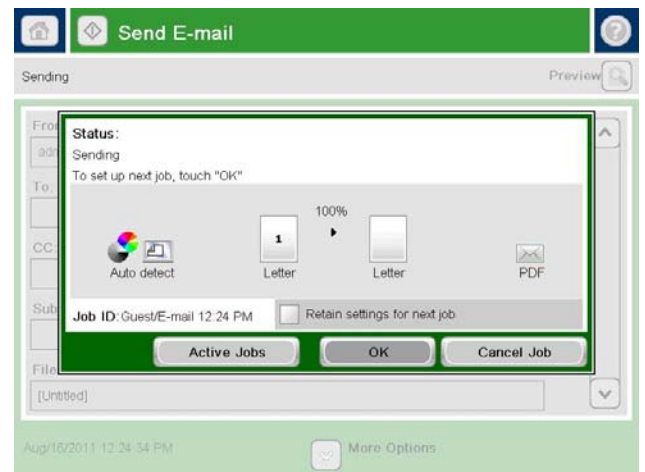 Send E-mail
Sending
Preview
Status:
Sending
To set up next job, touch "OK"
CC:
To:
100%
1
Auto detect
Letter
Letter
PDF
Job ID:Guest/E-mail 12:24 PM
Retain settings for next job
Active Jobs
OK
Cancel Job
[Untitled]
Aug/16/2011 12:24:34 PM
More Options